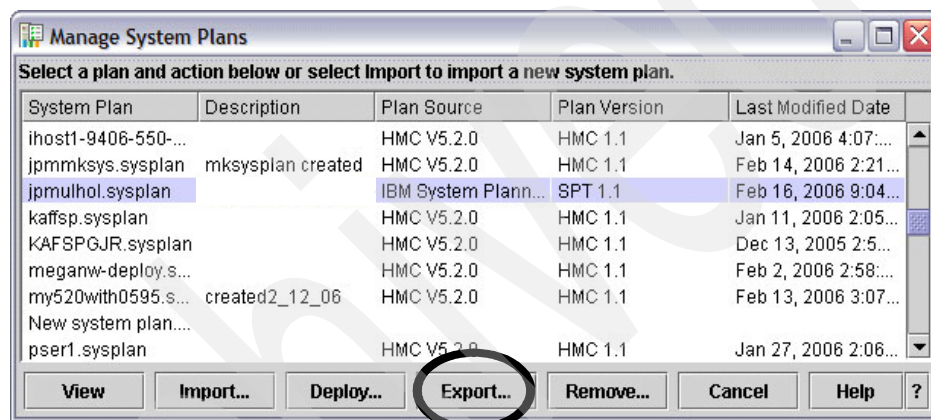 Manage System Plans
Select a plan and action below or select Import to import a new system plan.
System Plan Description Plan Source Plan Version Last Modified Date
ihost1-9406-550-... HMC V5.2.0 HMC 1.1 Jan 5, 2006 4:07:...
jpmmksys.sysplan mksysplan created HMC V5.2.0 HMC 1.1 Feb 14, 2006 2:21...
jpmulhol.sysplan IBM System Plann... SPT 1.1 Feb 16, 2006 9:04...
kaffsp.sysplan HMC V5.2.0 HMC 1.1 Jan 11, 2006 2:05...
KAFSPGJR.sysplan HMC V5.2.0 HMC 1.1 Dec 13, 2005 2:5...
meganw-deploy.s... HMC V5.2.0 HMC 1.1 Feb 2, 2006 2:58:...
my520with0595.s... created2_12_06 HMC V5.2.0 HMC 1.1 Feb 13, 2006 3:07...
New system plan....
pser1.sysplan HMC V5.2.0 HMC 1.1 Jan 27, 2006 2:06...
View Import... Deploy... Export... Remove... Cancel Help ?